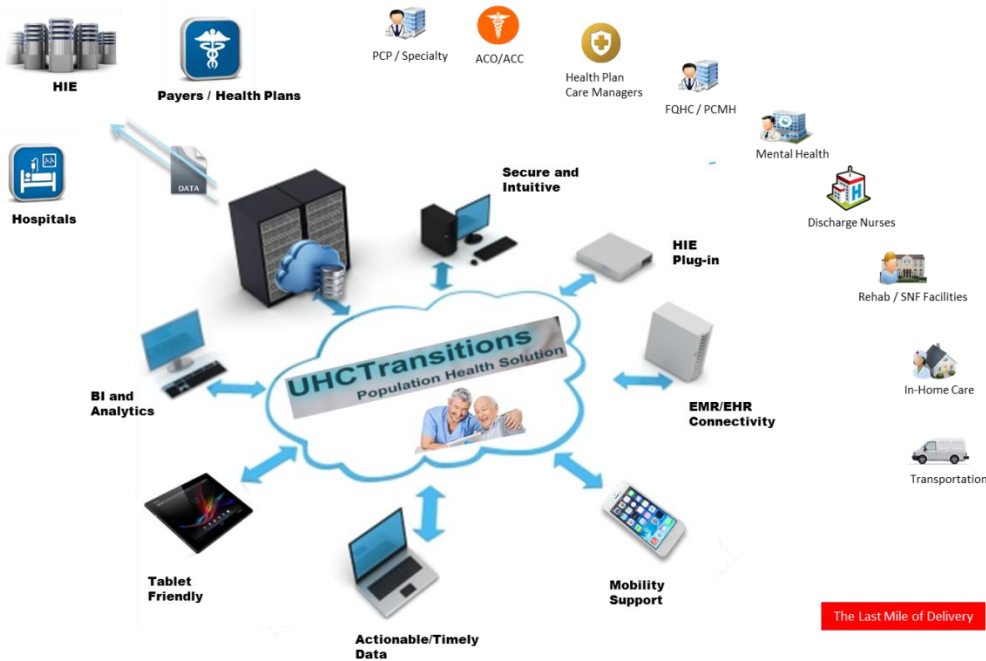 HIE
Payers / Health Plans
PCP / Specialty
ACO/ACC
Health Plan
Care Managers
FQHC / PCMH
Mental Health
Discharge Nurses
Rehab / SNF Facilities
In-Home Care
Transportation
Hospitals
DATA
Secure and
Intuitive
HIE
Plug-in
EMR/EHR
Connectivity
Mobility
Support
Actionable/Timely
Data
Tablet
Friendly
BI and
Analytics
UHCTransitions
Population Health Solution
H
The Last Mile of Delivery